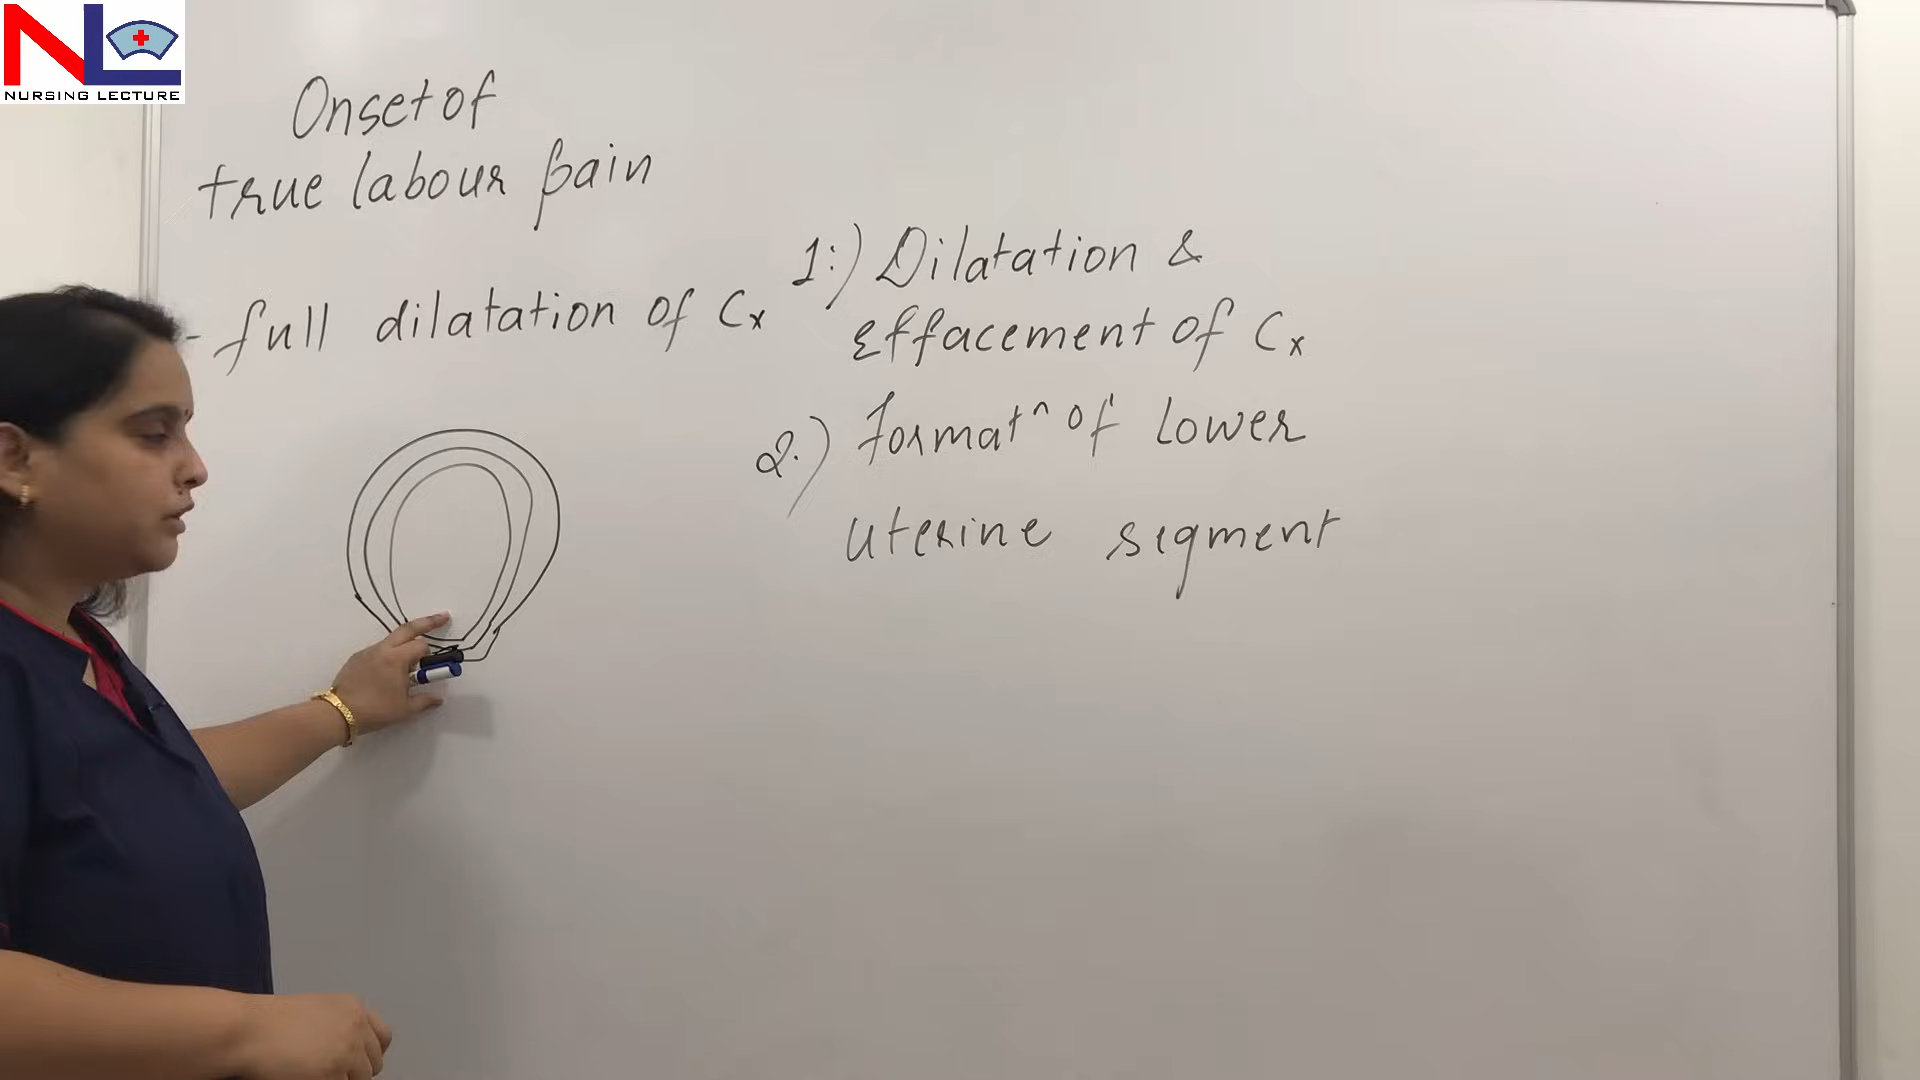 NL
NURSING LECTURE
Onset of
true labour pain
- full dilatation of Cx
1:) Dilatation &
Effacement of Cx
2.) Formatⁿ of Lower
uterine segment